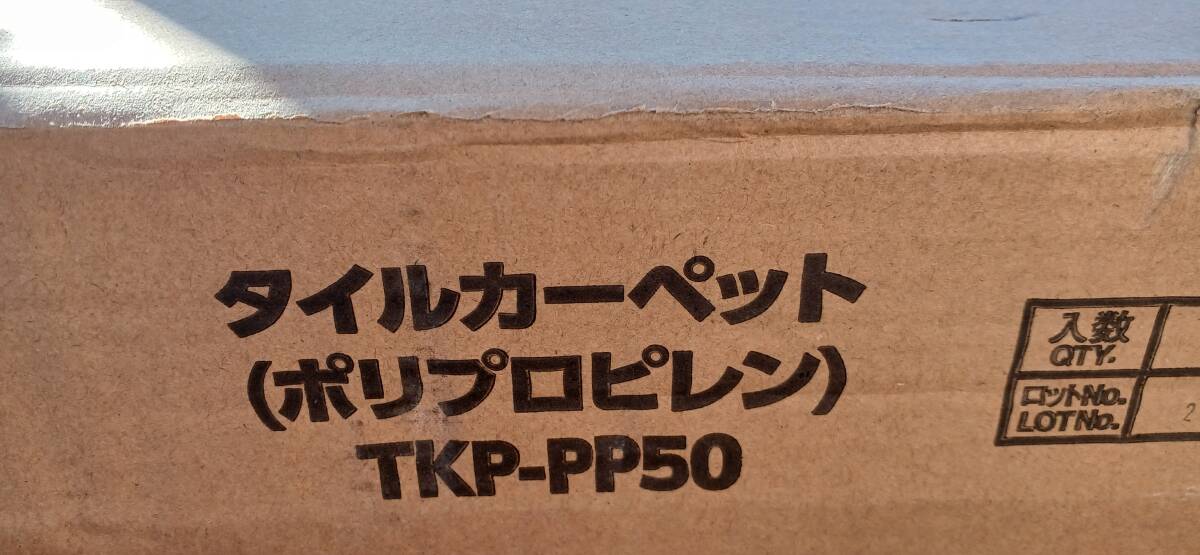 タイルカーペット
(ポリプロピレン)
TKP-PP50
入数
QTY.
ロットNo.
LOT No.
2